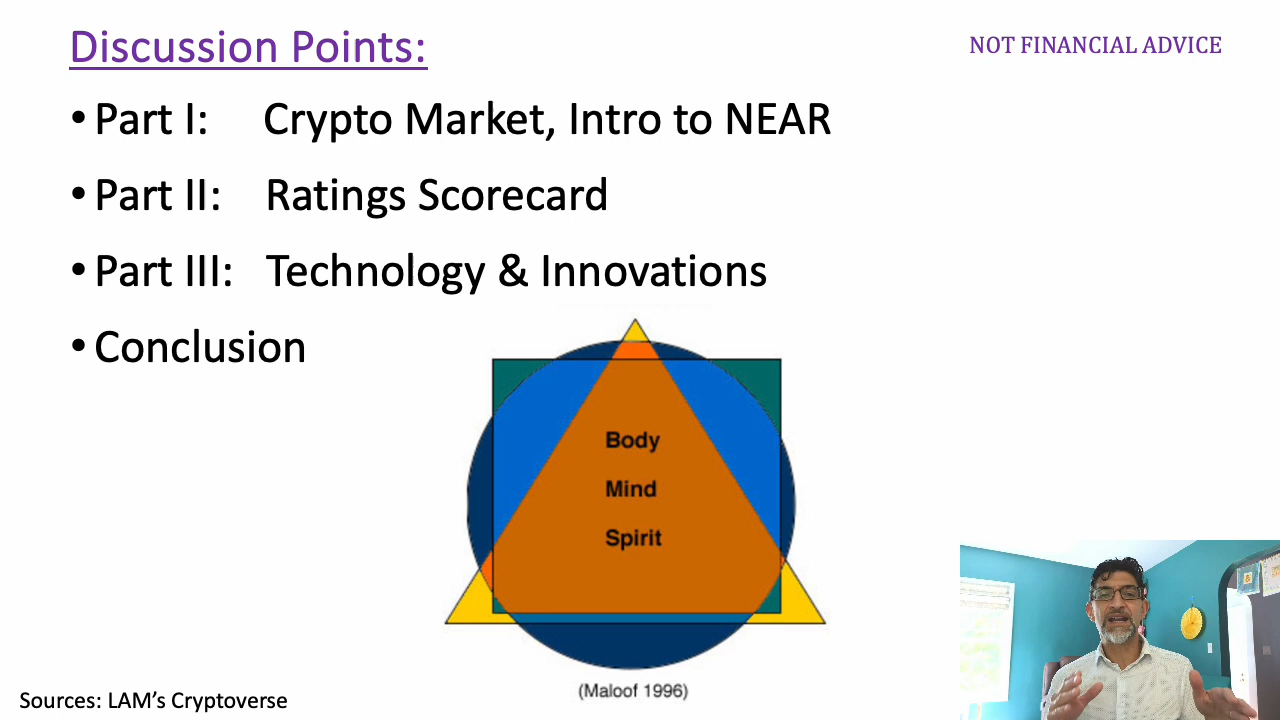 Discussion Points:
NOT FINANCIAL ADVICE
• Part I: Crypto Market, Intro to NEAR
• Part II: Ratings Scorecard
• Part III: Technology & Innovations
• Conclusion
Body
Mind
Spirit
(Maloof 1996)
Sources: LAM’s Cryptoverse